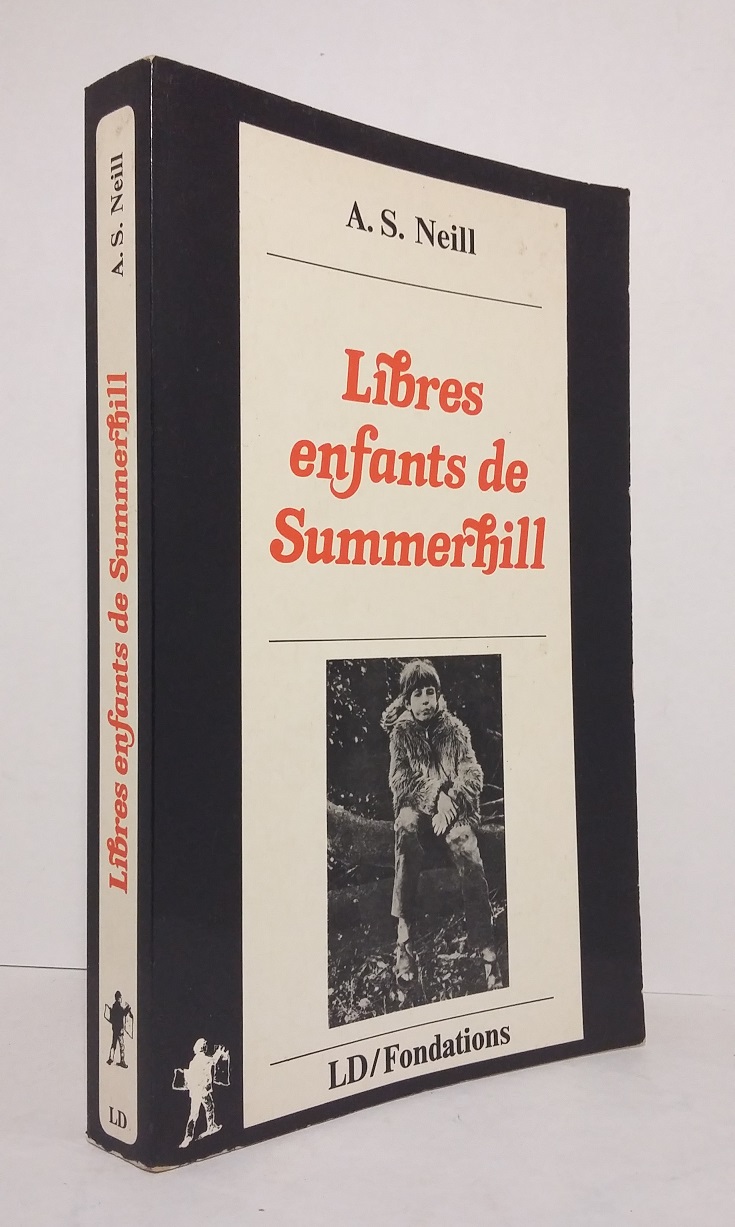 A. S. Neill
Libres
enfants de
Summerhill
LD/Fondations
A. S. Neill
Libres enfants de Summerhill
LD